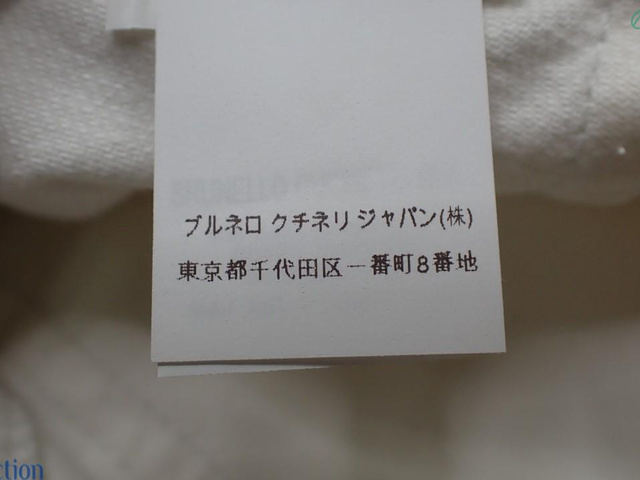 ブルネロ クチネリ ジャパン(株)
東京都千代田区一番町8番地